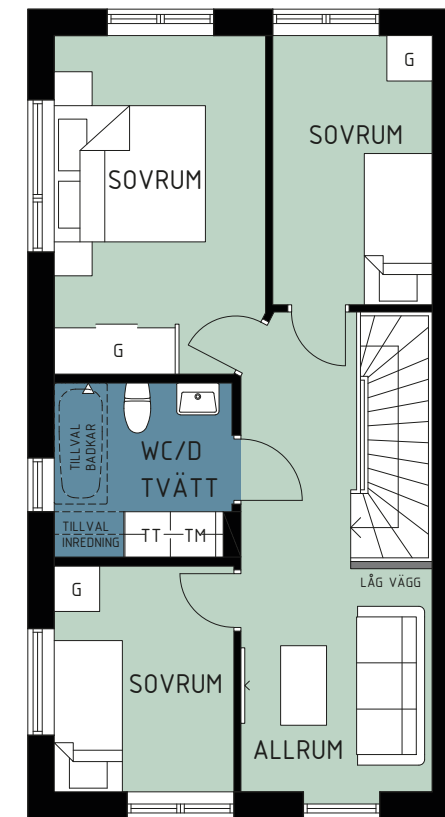 G
SOVRUM
SOVRUM
G
TILLVAL
BADKAR
WC/D
TVÄTT
TILLVAL
INREDNING
TT
TM
G
LÅG VÄGG
SOVRUM
ALLRUM